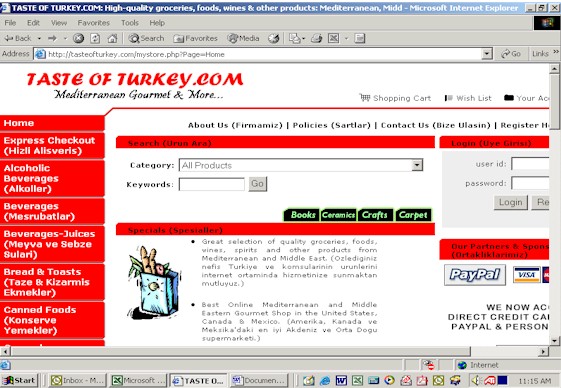 TASTE OF TURKEY.COM: High-quality groceries, foods, wines & other products: Mediterranean, Midd - Microsoft Internet Explorer
File Edit View Favorites Tools Help
Back Search Favorites Media
Address http://tasteofturkey.com/mystore.php?Page=Home Go Links
TASTE OF TURKEY.COM
Mediterranean Gourmet & More...
Shopping Cart Wish List Your Acc
About Us (Firmamiz) | Policies (Sartlar) | Contact Us (Bize Ulasin) | Register H
Home
Express Checkout
(Hizli Alisveris)
Alcoholic
Beverages
(Alkoller)
Beverages
(Mesrubatlar)
Beverages-Juices
(Meyva ve Sebze
Sulari)
Bread & Toasts
(Taze & Kizarmis
Ekmekler)
Canned Foods
(Konserve
Yemekler)
Search (Urun Ara)
Category: All Products
Keywords: Go
Books Ceramics Crafts Carpet
Specials (Spesialler)
Great selection of quality groceries, foods,
wines, spirits and other products from
Mediterranean and Middle East. (Ozlediginiz
nefis Turkiye ve komsularinin urunlerini
internet ortaminda hizmetinize sunmaktan
mutluyuz.)
Best Online Mediterranean and Middle
Eastern Gourmet Shop in the United States,
Canada & Mexico. (Amerika, Kanada ve
Meksika'daki en iyi Akdeniz ve Orta Dogu
supermarketi.)
Login (Uye Girisi)
user id:
password:
Login Re
Our Partners & Spons
(Ortakliklarimiz)
PayPal VISA
WE NOW AC
DIRECT CREDIT CAR
PAYPAL & PERSON
Internet
Start Inbox - M... Microsoft ... TASTE O... Documen... 11:15 AM